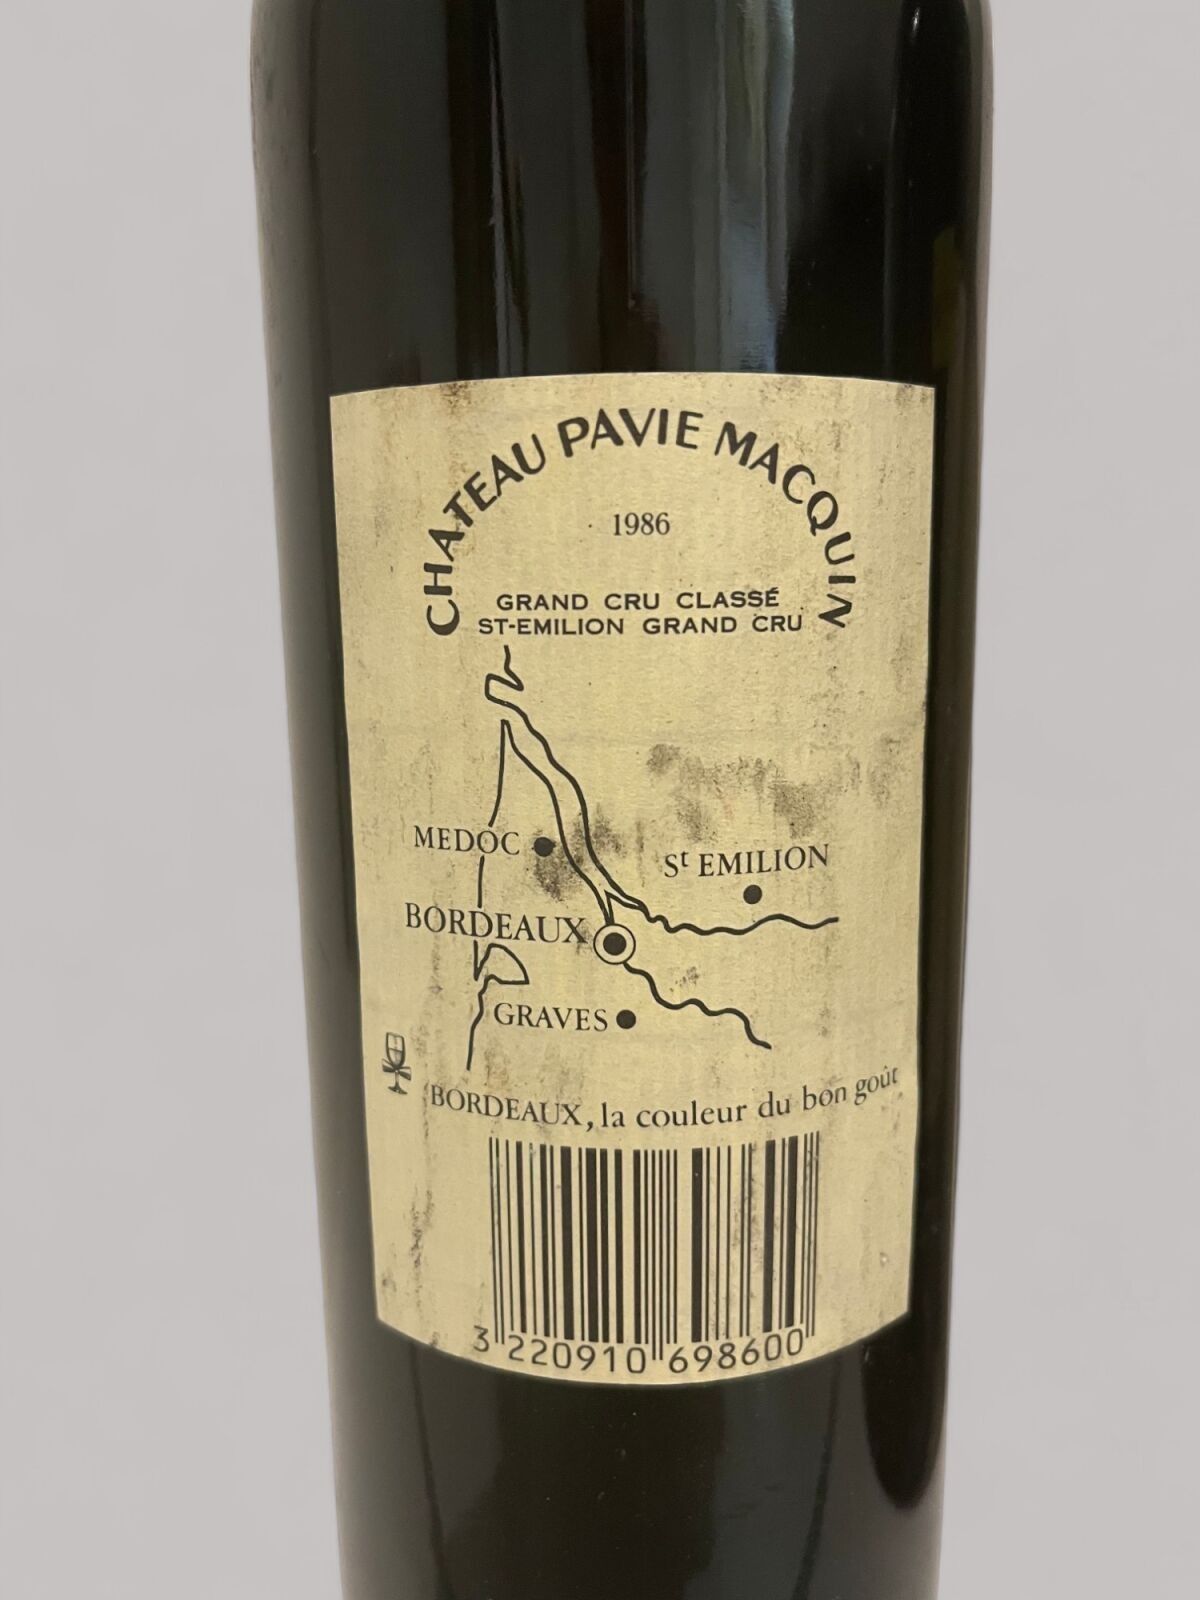 CHATEAU PAVIE MACQUIN
1986
GRAND CRU CLASSÉ
ST-EMILION GRAND CRU
MEDOC
St EMILION
BORDEAUX
GRAVES
BORDEAUX, la couleur du bon goût
3 220910 698600